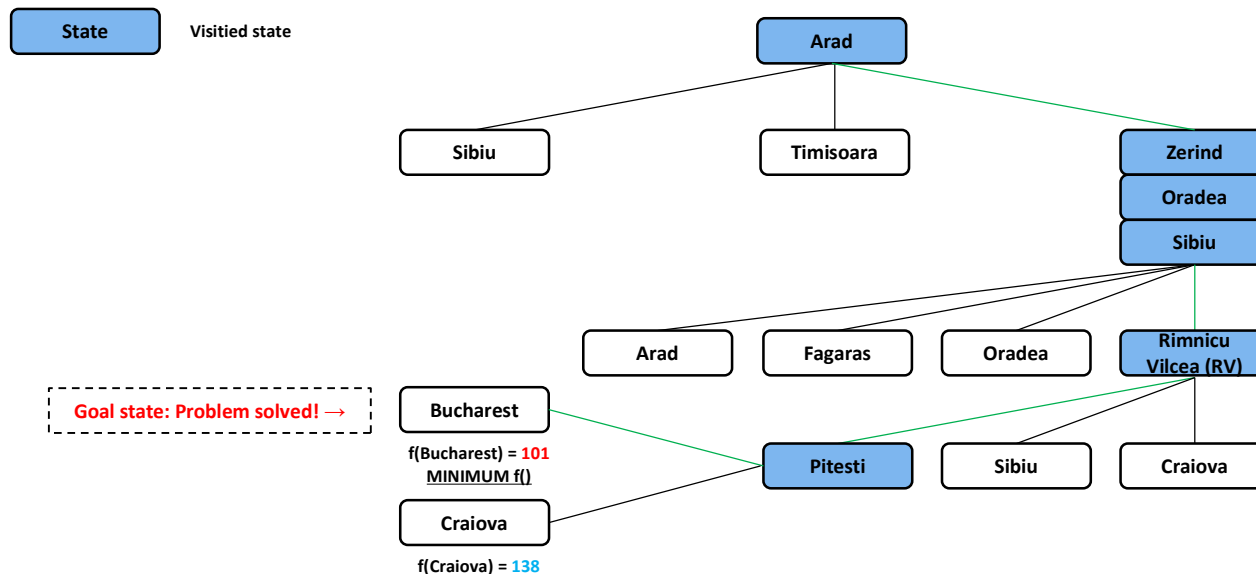 State
Visitied state
Arad
Sibiu
Timisoara
Zerind
Oradea
Sibiu
Arad
Fagaras
Oradea
Rimnicu
Vilcea (RV)
Goal state: Problem solved! →
Bucharest
f(Bucharest) = 101
MINIMUM f()
Pitesti
Sibiu
Craiova
Craiova
f(Craiova) = 138